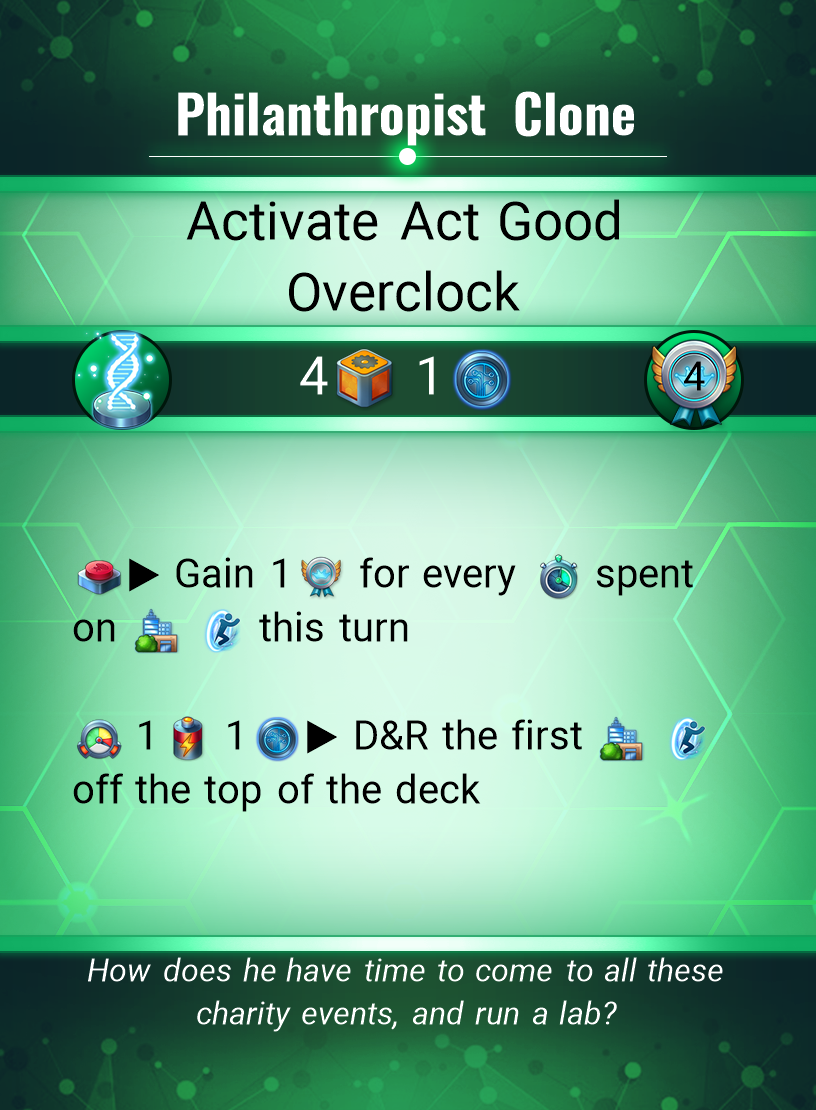 Philanthropist Clone
Activate Act Good
Overclock
4 1 4
▶ Gain 1 for every spent
on this turn
1 1 ▶ D&R the first
off the top of the deck
How does he have time to come to all these
charity events, and run a lab?